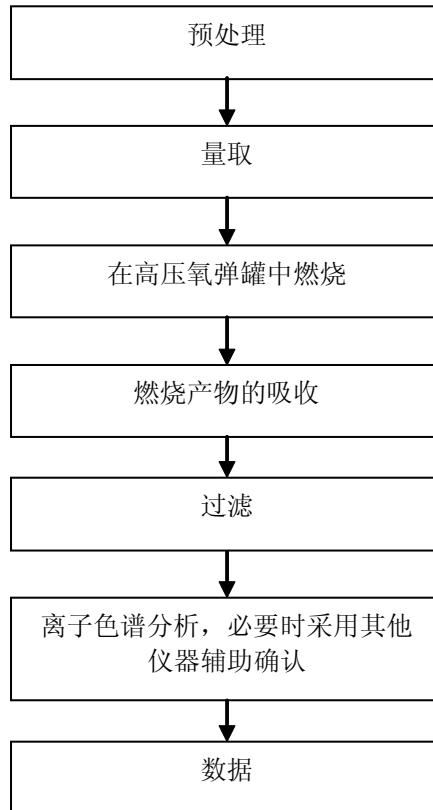 预处理
量取
在高压氧弹罐中燃烧
燃烧产物的吸收
过滤
离子色谱分析，必要时采用其他
仪器辅助确认
数据